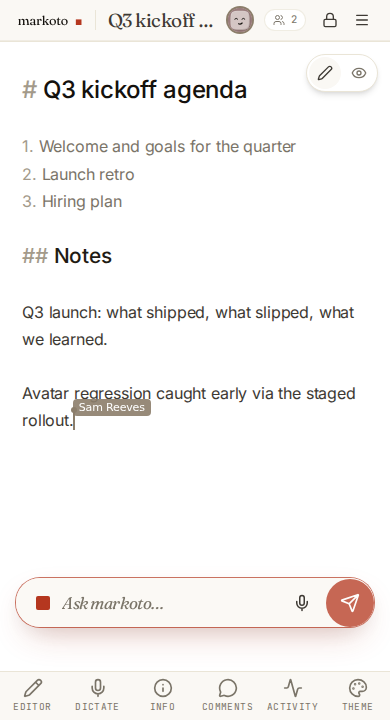 markoto
Q3 kickoff ...
2
# Q3 kickoff agenda
1. Welcome and goals for the quarter
2. Launch retro
3. Hiring plan
## Notes
Q3 launch: what shipped, what slipped, what
we learned.
Avatar regression caught early via the staged
rollout.
Sam Reeves
Ask markoto...
EDITOR
DICTATE
INFO
COMMENTS
ACTIVITY
THEME